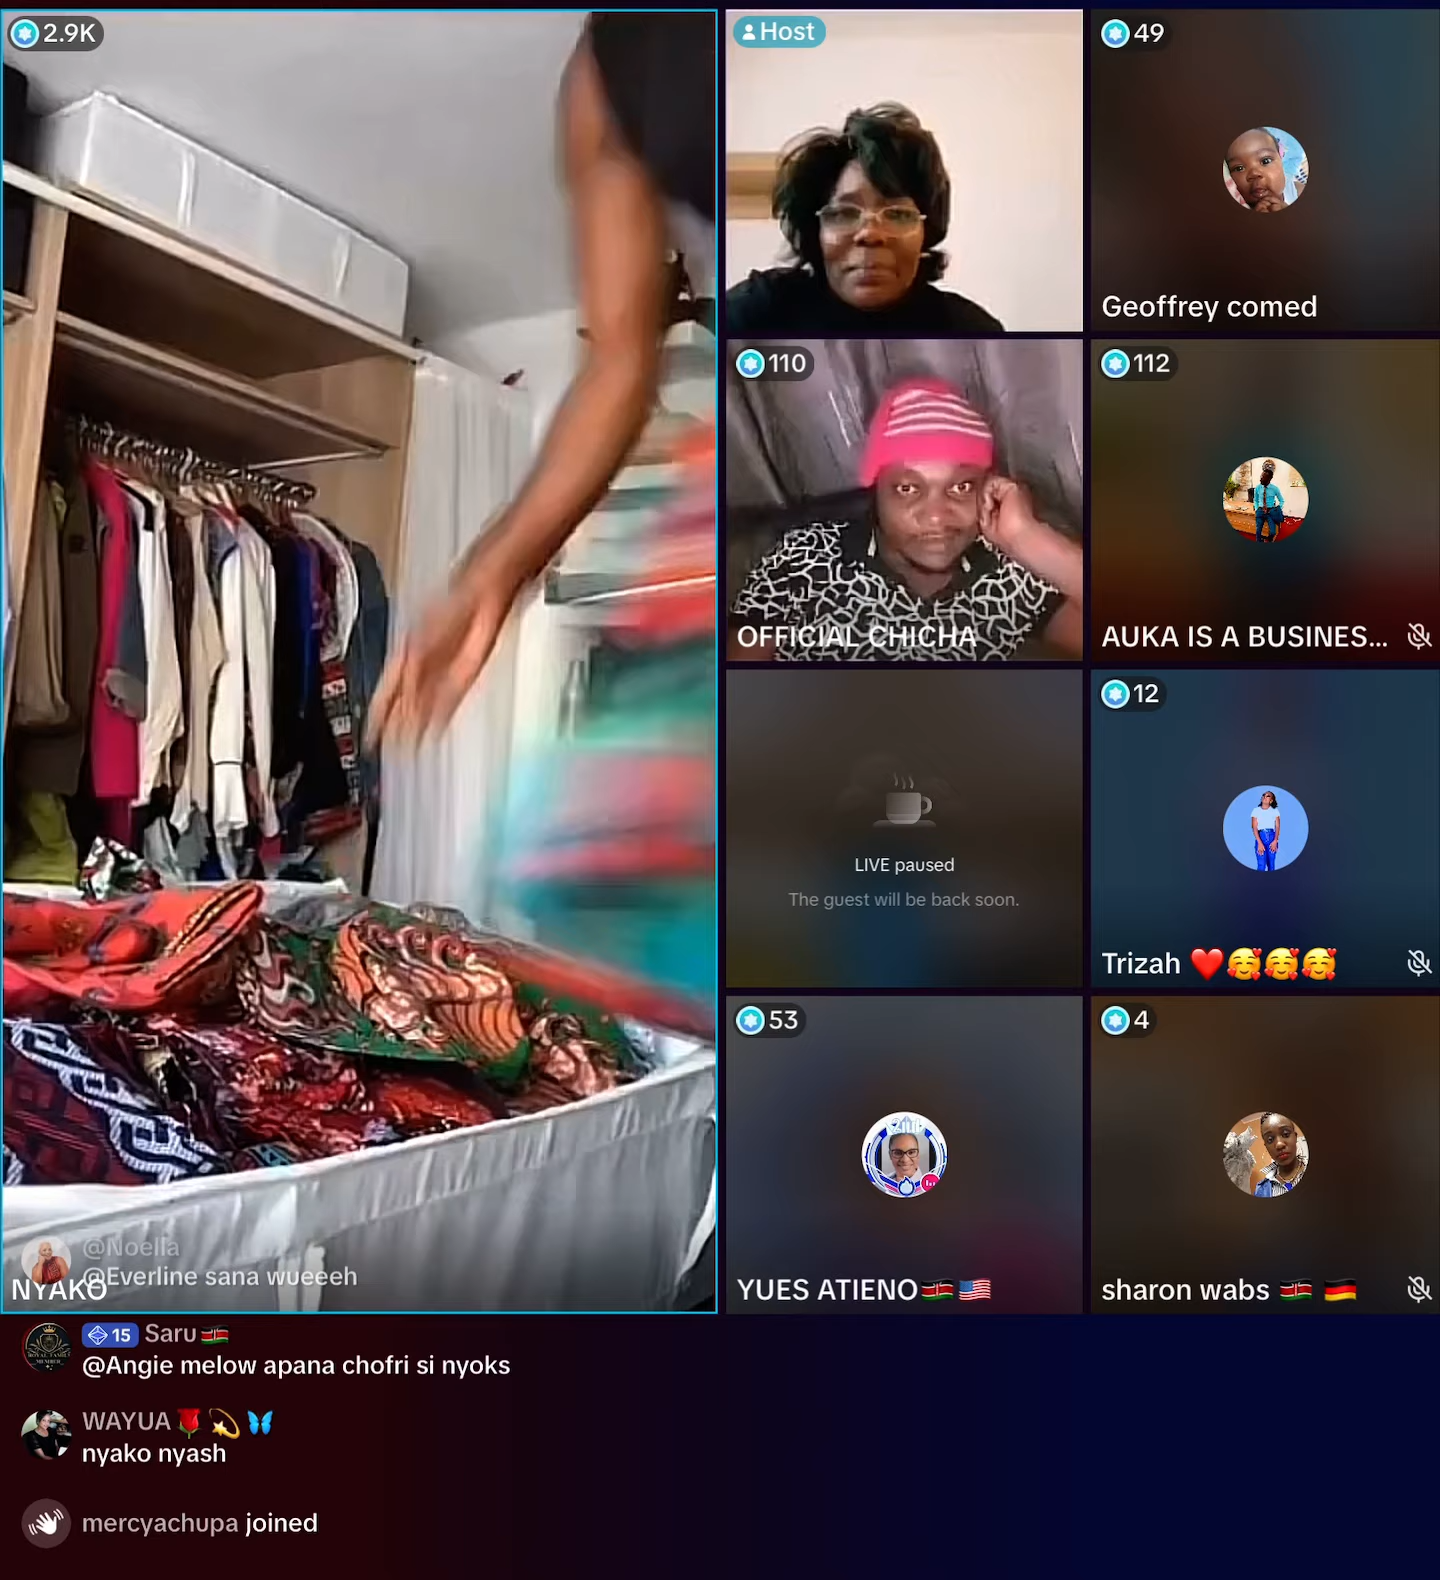 2.9K
Host
49
Geoffrey comed
110
OFFICIAL CHICHA
112
AUKA IS A BUSINES...
LIVE paused
The guest will be back soon.
12
Trizah ❤️🥰🥰🥰
53
YUES ATIENO🇰🇪🇺🇸
4
sharon wabs 🇰🇪 🇩🇪
@Noella
@Everline sana wueeeh
NYAKO
15 Saru🇰🇪
@Angie melow apana chofri si nyoks
WAYUA🌹💫🦋
nyako nyash
mercyachupa joined